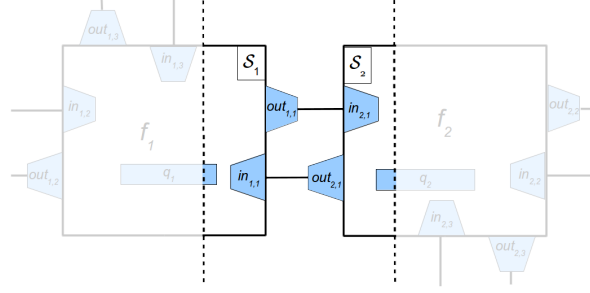 out1,3
in1,3
S1
S2
in1,2
out1,1
in2,1
out2,2
f1
f2
out1,2
q1
in1,1
out2,1
q2
in2,2
in2,3
out2,3